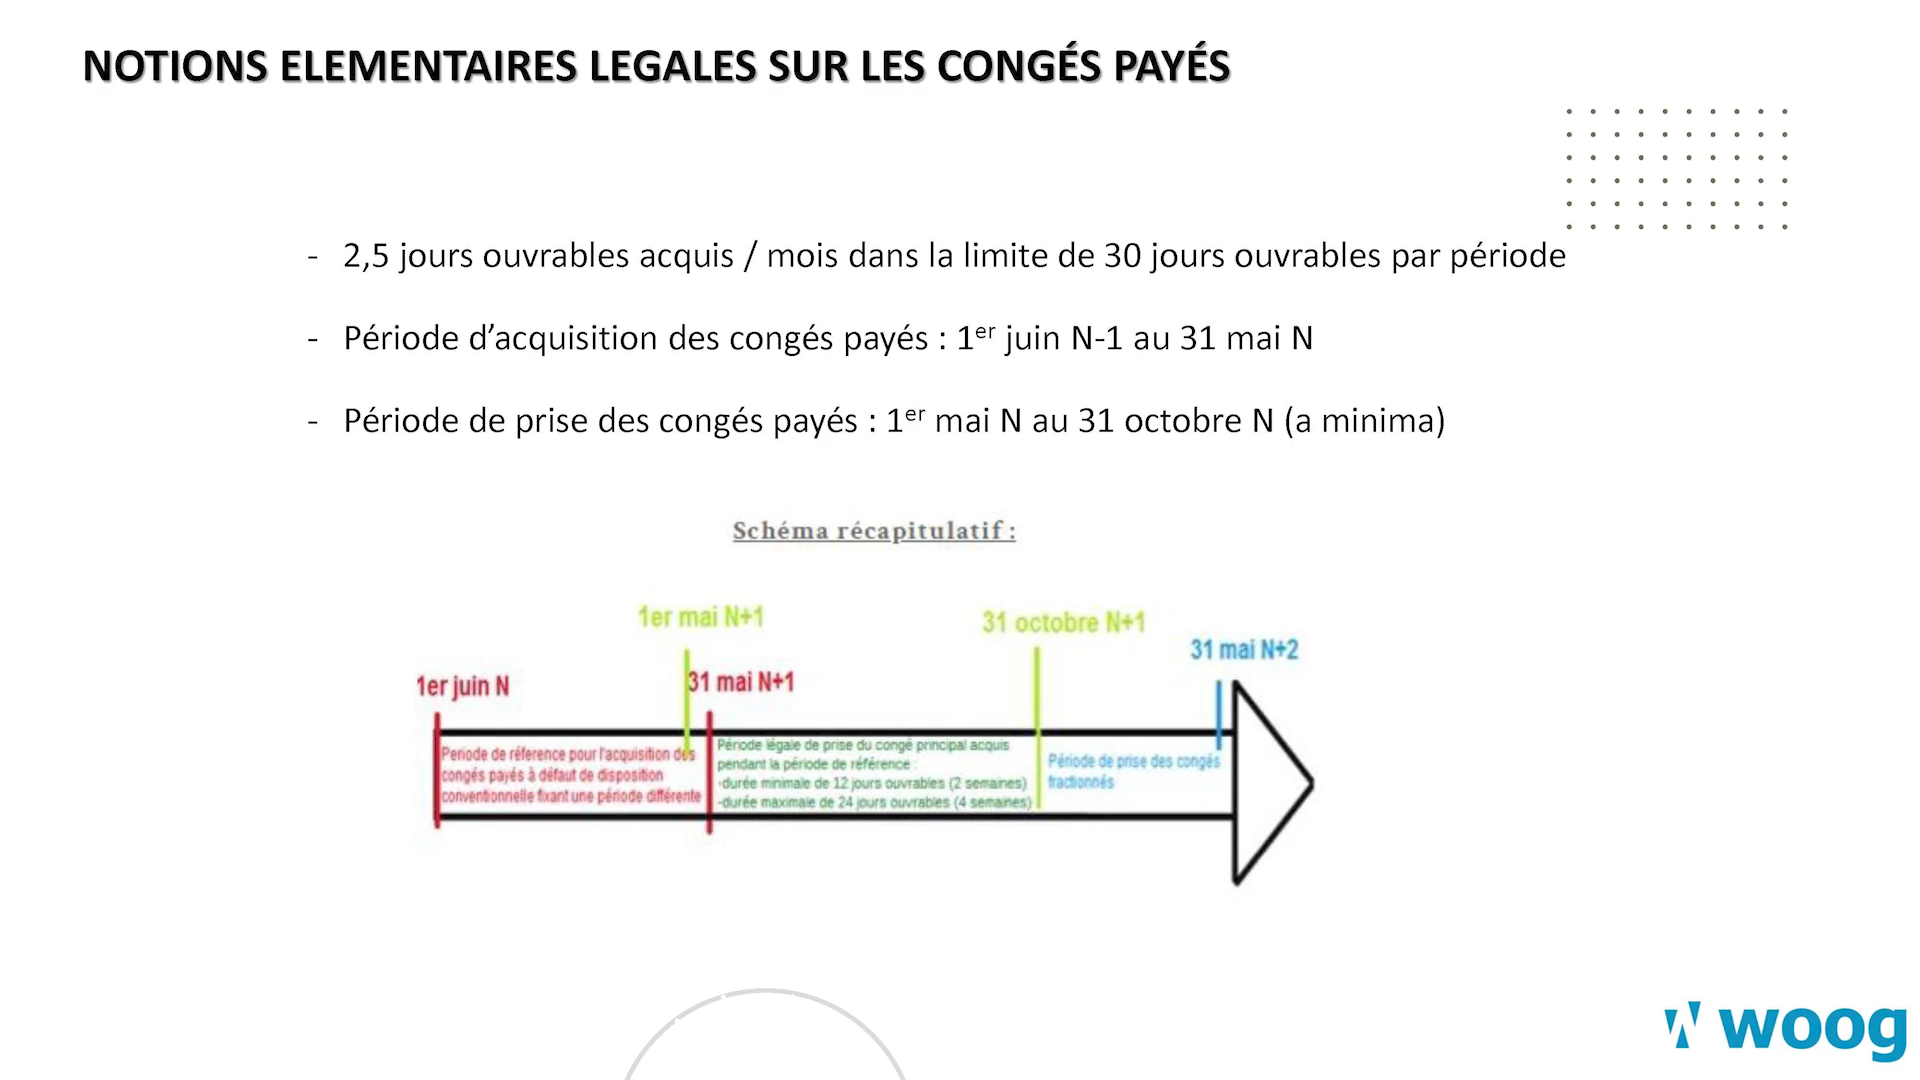 NOTIONS ELEMENTAIRES LEGALES SUR LES CONGÉS PAYÉS
- 2,5 jours ouvrables acquis / mois dans la limite de 30 jours ouvrables par période
- Période d’acquisition des congés payés : 1er juin N-1 au 31 mai N
- Période de prise des congés payés : 1er mai N au 31 octobre N (a minima)
Schéma récapitulatif :
1er mai N+1
31 octobre N+1
31 mai N+2
1er juin N
31 mai N+1
Periode de réference pour l'acquisition des
congés payés à défaut de disposition
conventionnelle fixant une période différente
Période légale de prise du congé principal acquis
pendant la période de référence :
-durée minimale de 12 jours ouvrables (2 semaines)
-durée maximale de 24 jours ouvrables (4 semaines)
Période de prise des congés
fractionnés
woog